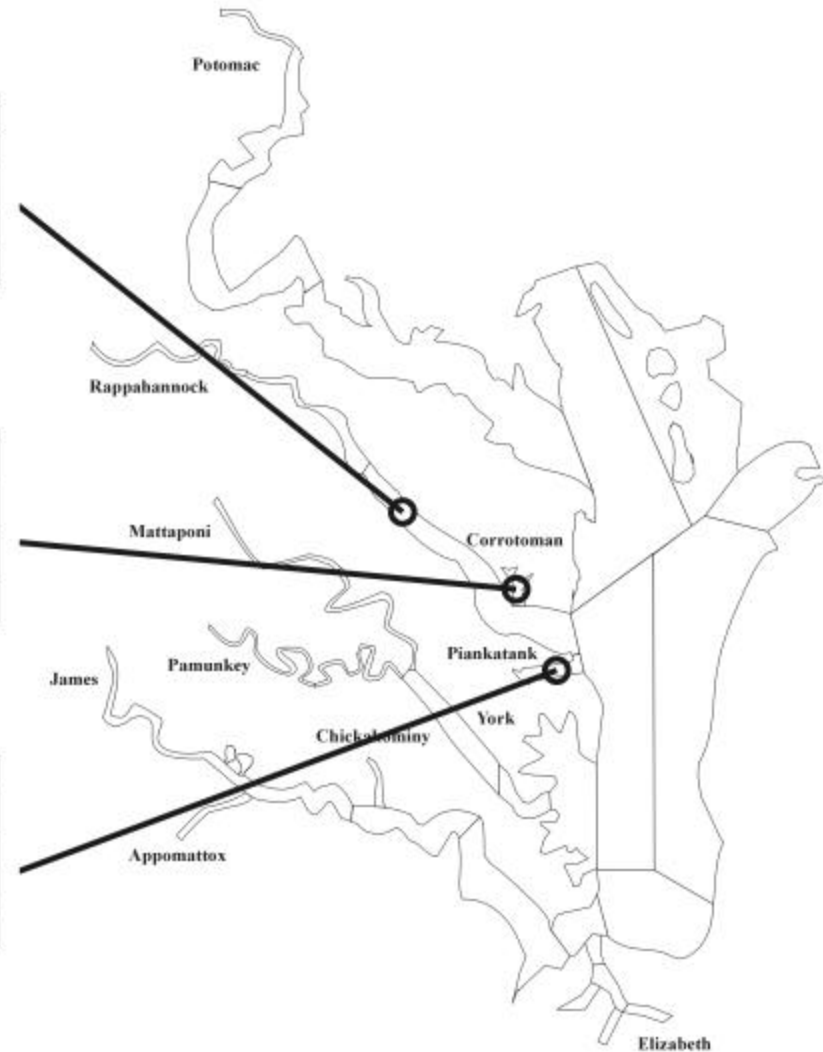 Potomac
Rappahannock
Mattaponi
Corrotoman
Piankatank
Pamunkey
James
York
Chickahominy
Appomattox
Elizabeth